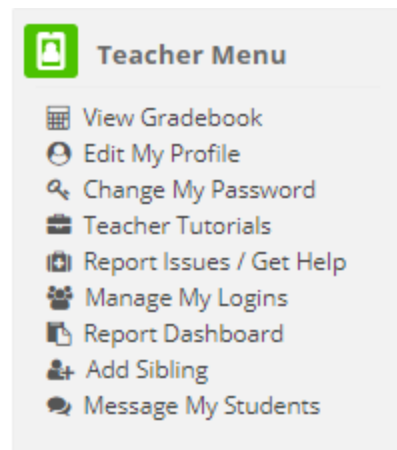 Teacher Menu
View Gradebook
Edit My Profile
Change My Password
Teacher Tutorials
Report Issues / Get Help
Manage My Logins
Report Dashboard
Add Sibling
Message My Students